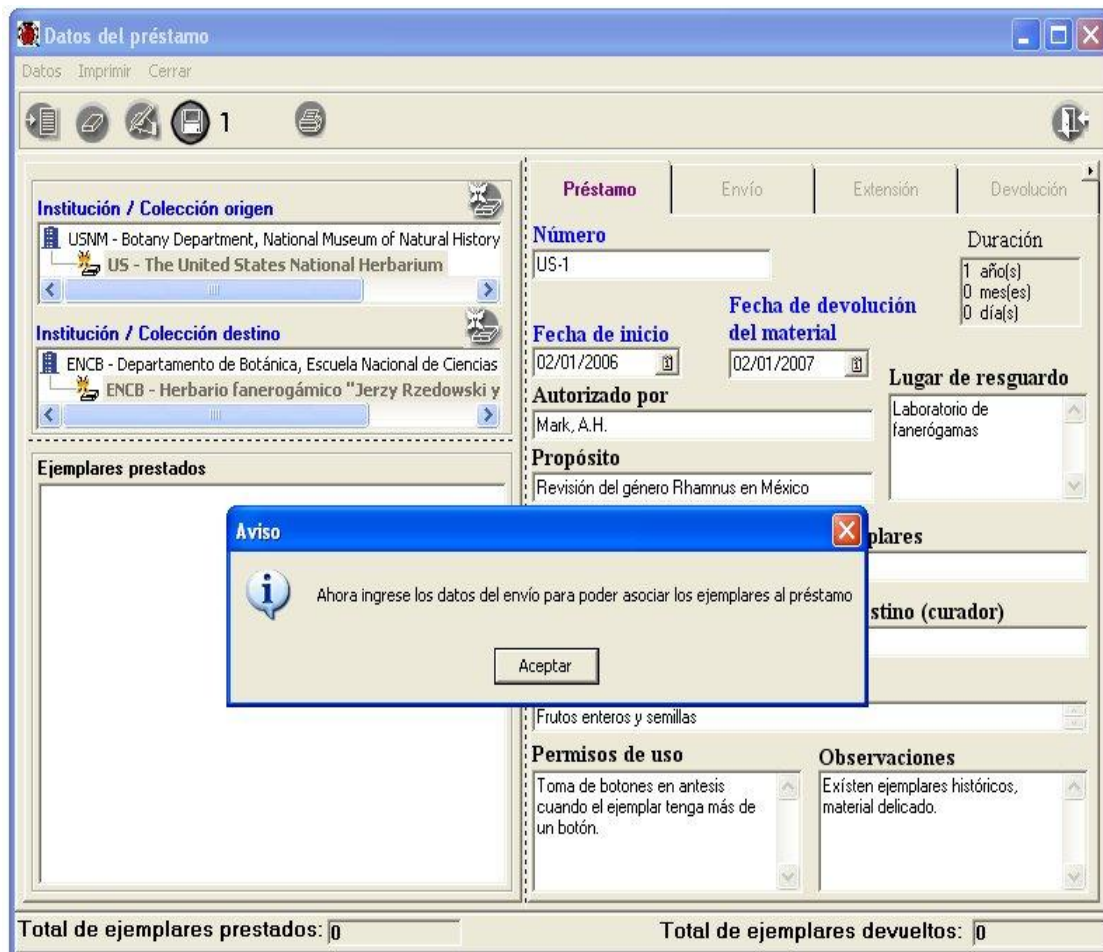 Datos del préstamo
Datos Imprimir Cerrar
1
Institución / Colección origen
USNM - Botany Department, National Museum of Natural History
US - The United States National Herbarium
Institución / Colección destino
ENCB - Departamento de Botánica, Escuela Nacional de Ciencias
ENCB - Herbario fanerogámico "Jerzy Rzedowski y
Ejemplares prestados
Préstamo Envío Extensión Devolución
Número
US-1
Duración
1 año(s)
0 mes(es)
0 día(s)
Fecha de inicio
02/01/2006
Fecha de devolución
del material
02/01/2007
Autorizado por
Mark, A.H.
Lugar de resguardo
Laboratorio de
fanerógamas
Propósito
Revisión del género Rhamnus en México
plares
stino (curador)
Aviso
Ahora ingrese los datos del envío para poder asociar los ejemplares al préstamo
Aceptar
Frutos enteros y semillas
Permisos de uso
Toma de botones en antesis
cuando el ejemplar tenga más de
un botón.
Observaciones
Exísten ejemplares históricos,
material delicado.
Total de ejemplares prestados: 0
Total de ejemplares devueltos: 0